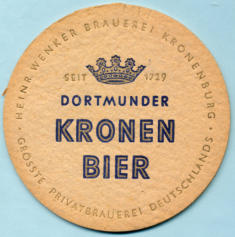 · HEINR. WENKER BRAUEREI KRONENBURG ·
SEIT 1729
DORTMUNDER
KRONEN
BIER
GRÖSSTE PRIVATBRAUEREI DEUTSCHLANDS